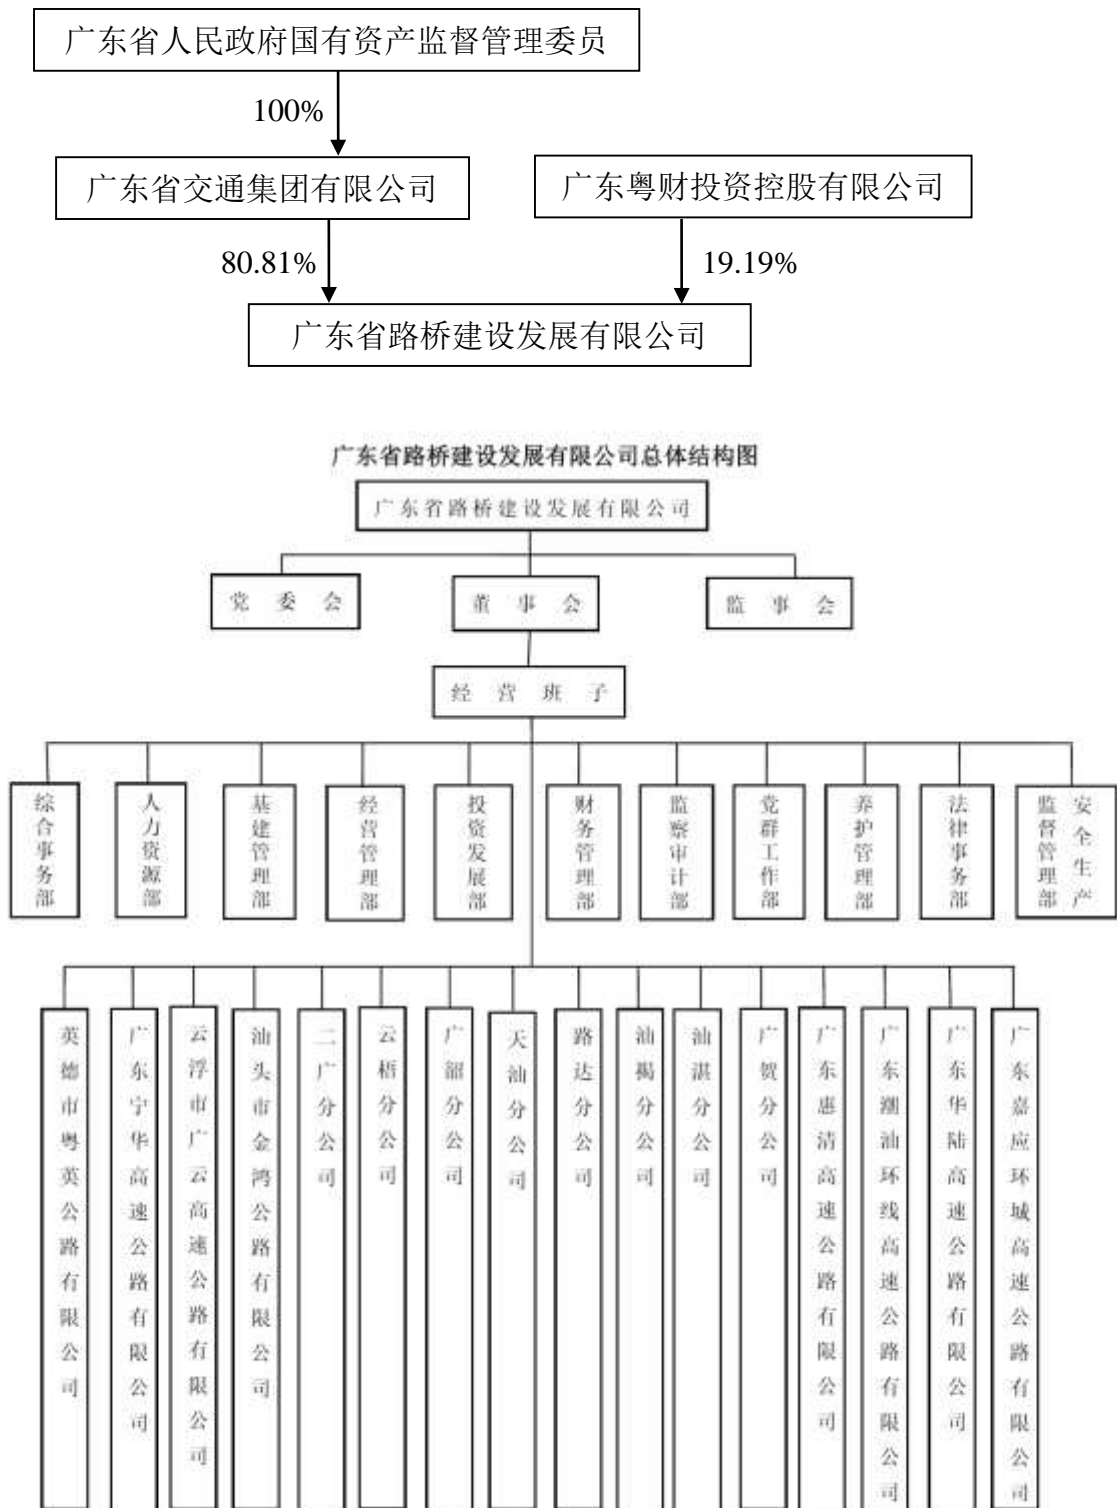 广东省人民政府国有资产监督管理委员
100%
广东省交通集团有限公司
广东粤财投资控股有限公司
80.81%
19.19%
广东省路桥建设发展有限公司
广东省路桥建设发展有限公司总体结构图
广东省路桥建设发展有限公司
党委会
董事会
监事会
经营班子
综合事务部
人力资源部
基建管理部
经营管理部
投资发展部
财务管理部
监察审计部
党群工作部
养护管理部
法律事务部
安全生产
监督管理部
英德市粤英公路有限公司
广东宁华高速公路有限公司
云浮市广云高速公路有限公司
汕头市金鸿公路有限公司
二广分公司
云梧分公司
广韶分公司
天汕分公司
路达分公司
汕揭分公司
汕湛分公司
广贺分公司
广东惠清高速公路有限公司
广东潮汕环线高速公路有限公司
广东华陆高速公路有限公司
广东嘉应环城高速公路有限公司